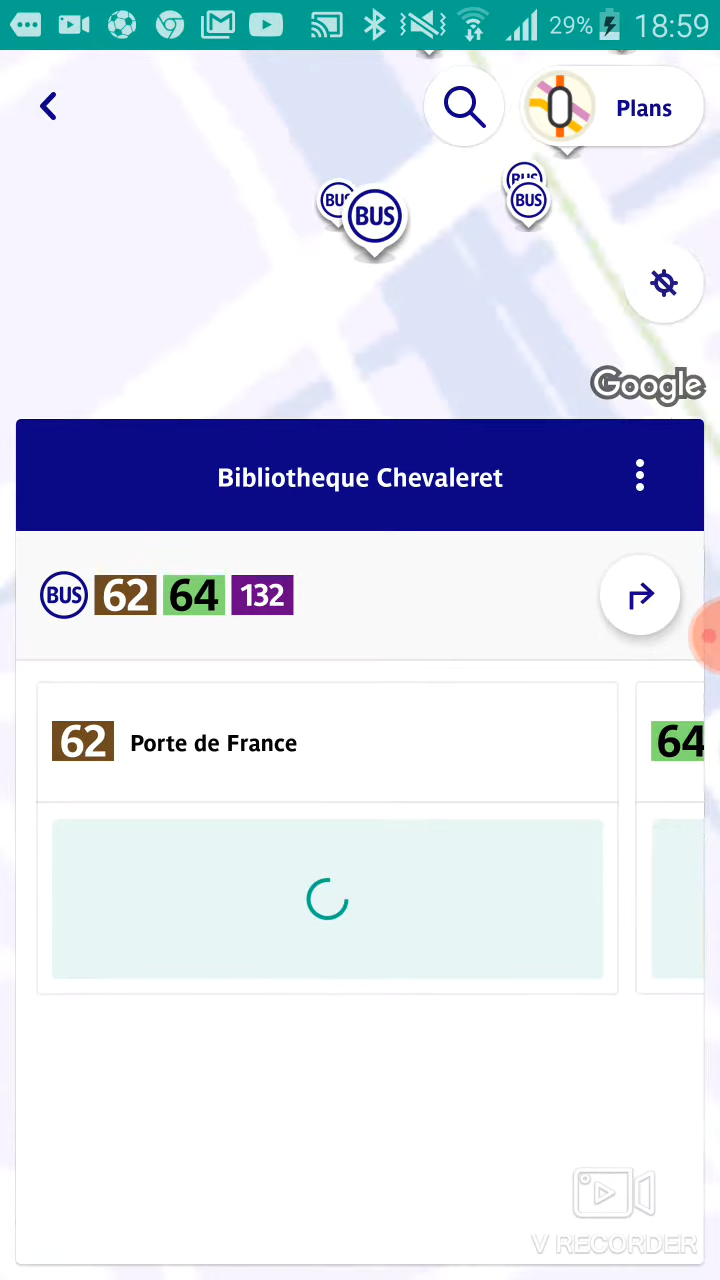 29% 18:59
Plans
BUS BUS
BUS BUS
Google
Bibliotheque Chevaleret
BUS 62 64 132
62 Porte de France 64
V RECORDER